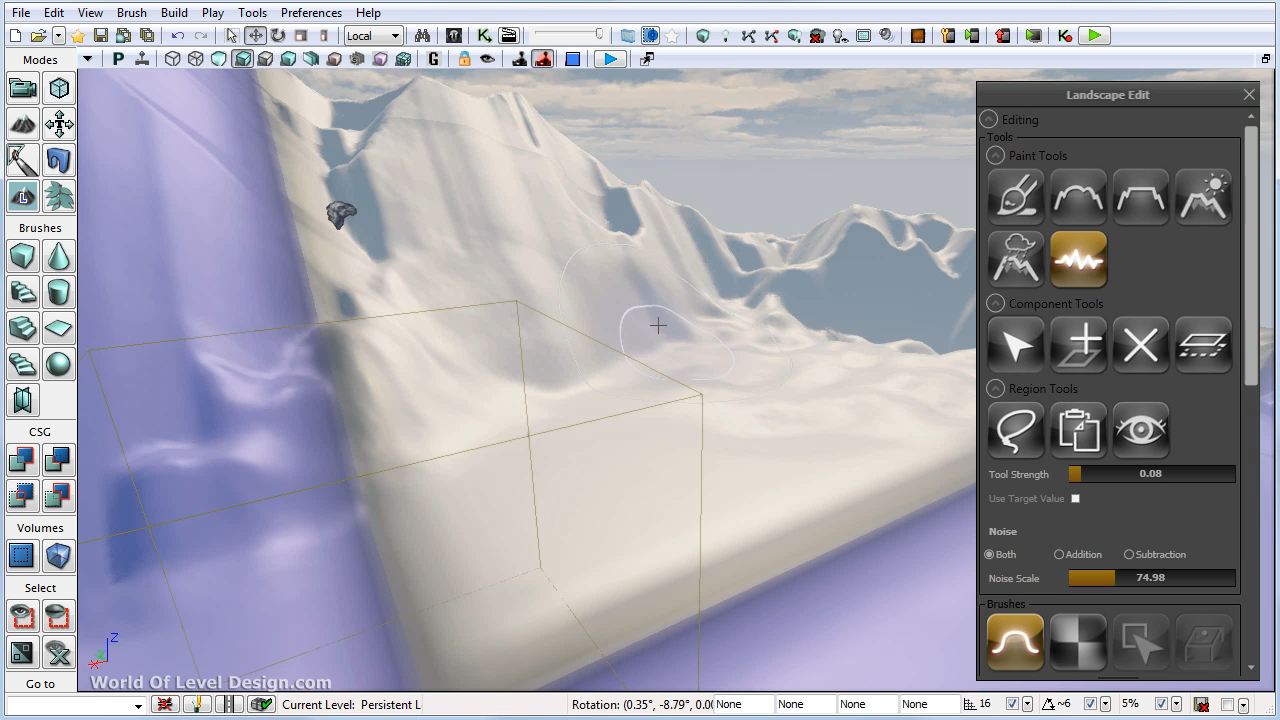 File Edit View Brush Build Play Tools Preferences Help
Local
Modes
P
G
Landscape Edit
Editing
Tools
Paint Tools
L
Brushes
Component Tools
Region Tools
CSG
Tool Strength 0.08
Use Target Value
Volumes
Noise
Both Addition Subtraction
Noise Scale 74.98
Select
Brushes
Z
Y
X
World Of Level Design.com
Go to
Current Level: Persistent L
Rotation: (0.35°, -8.79°, 0.00
None None None None
16
~6
5%